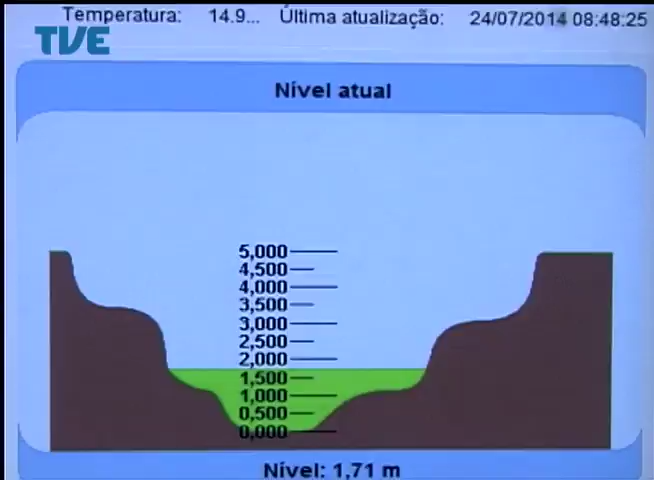 Temperatura: 14.9... Última atualização: 24/07/2014 08:48:25
TVE
Nível atual
5,000
4,500
4,000
3,500
3,000
2,500
2,000
1,500
1,000
0,500
0,000
Nível: 1,71 m